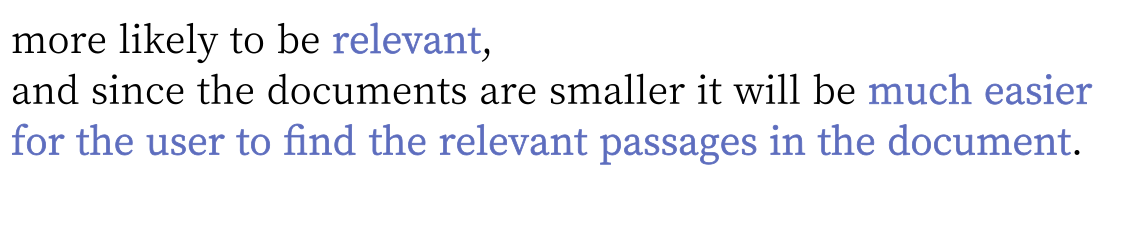 more likely to be relevant,
and since the documents are smaller it will be much easier
for the user to find the relevant passages in the document.